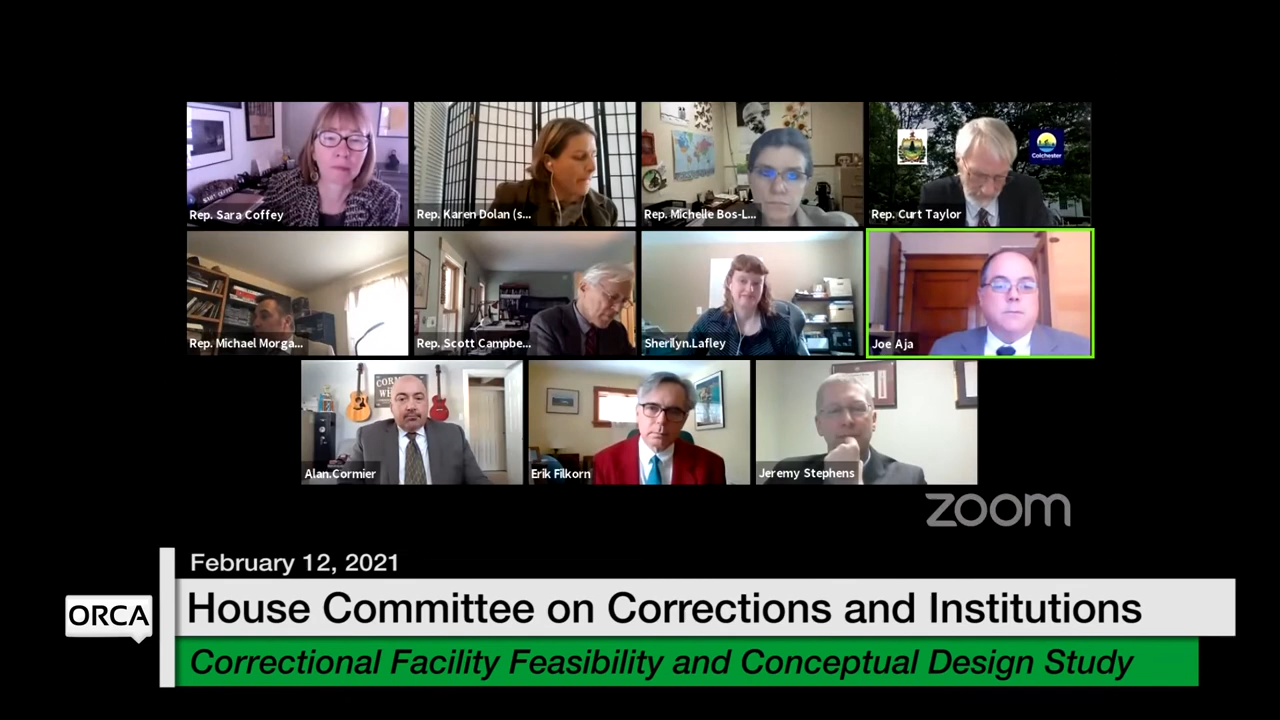 Rep. Sara Coffey
Rep. Karen Dolan (s...
Rep. Michelle Bos-L...
Colchester
Rep. Curt Taylor
Rep. Michael Morga...
Rep. Scott Campbe...
Sherilyn.Lafley
Joe Aja
Alan.Cormier
Erik Filkorn
Jeremy Stephens
zoom
February 12, 2021
ORCA
House Committee on Corrections and Institutions
Correctional Facility Feasibility and Conceptual Design Study